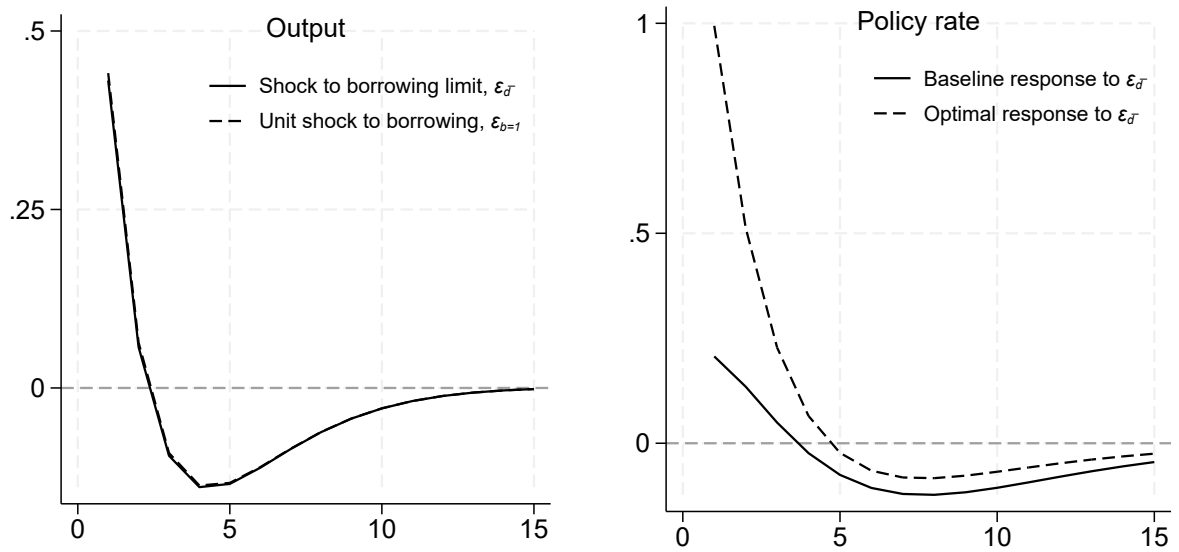 Output
Shock to borrowing limit, ε_d̄
Unit shock to borrowing, ε_b=1
.5
.25
0
0
5
10
15
Policy rate
Baseline response to ε_d̄
Optimal response to ε_d̄
1
.5
0
0
5
10
15